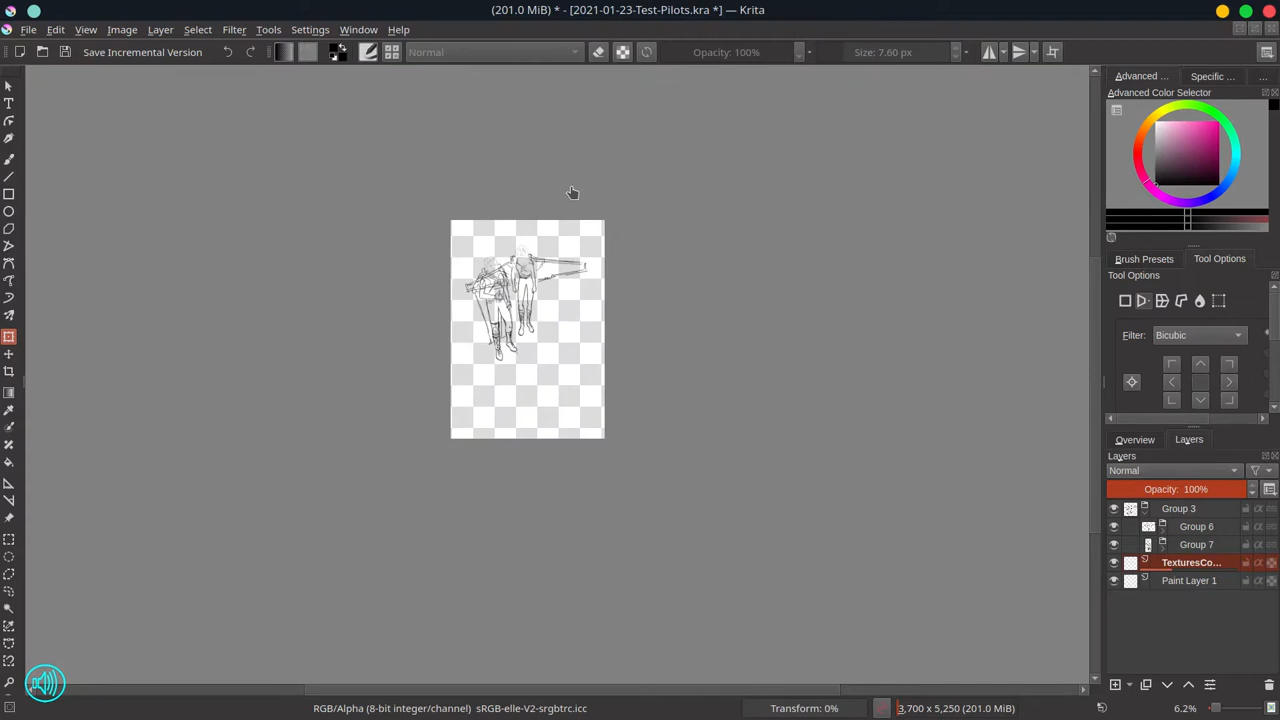 (201.0 MiB) * - [2021-01-23-Test-Pilots.kra *] — Krita
File Edit View Image Layer Select Filter Tools Settings Window Help
Save Incremental Version Normal Opacity: 100% Size: 7.60 px
Advanced ... Specific ... ...
Advanced Color Selector
Brush Presets Tool Options
Tool Options
Filter: Bicubic
Overview Layers
Layers
Normal
Opacity: 100%
Group 3
Group 6
Group 7
TexturesCo...
Paint Layer 1
RGB/Alpha (8-bit integer/channel) sRGB-elle-V2-srgbtrc.icc Transform: 0% 3,700 x 5,250 (201.0 MiB) 6.2%